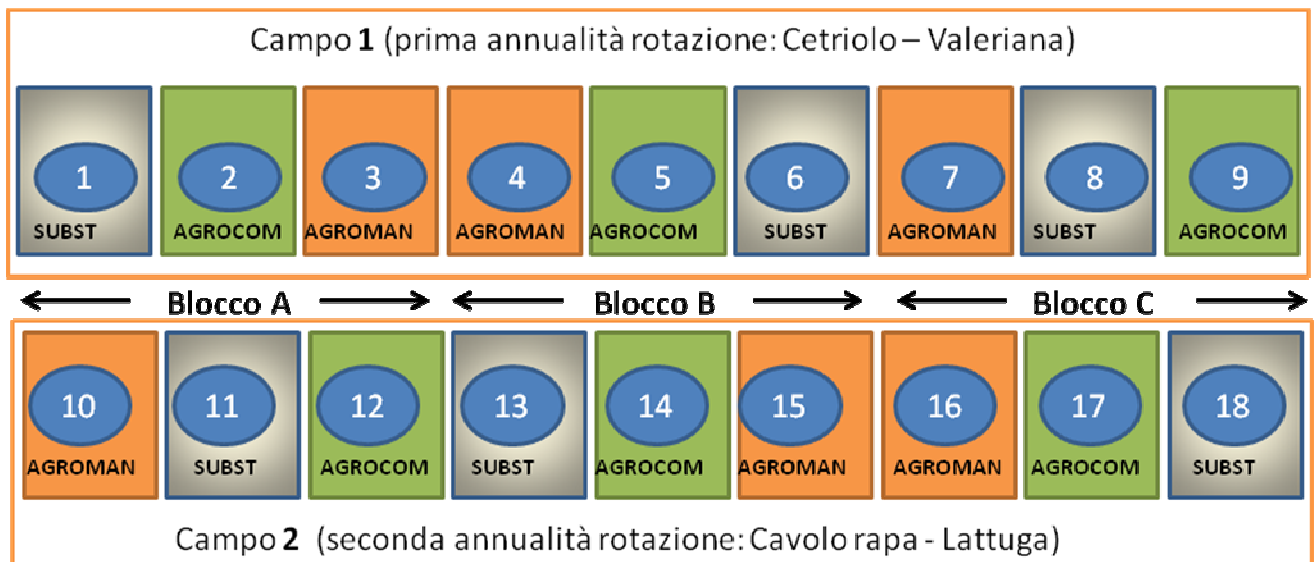 Campo 1 (prima annualità rotazione: Cetriolo – Valeriana)
1 2 3 4 5 6 7 8 9
SUBST AGROCOM AGROMAN AGROMAN AGROCOM SUBST AGROMAN SUBST AGROCOM
Blocco A Blocco B Blocco C
10 11 12 13 14 15 16 17 18
AGROMAN SUBST AGROCOM SUBST AGROCOM AGROMAN AGROMAN AGROCOM SUBST
Campo 2 (seconda annualità rotazione: Cavolo rapa - Lattuga)